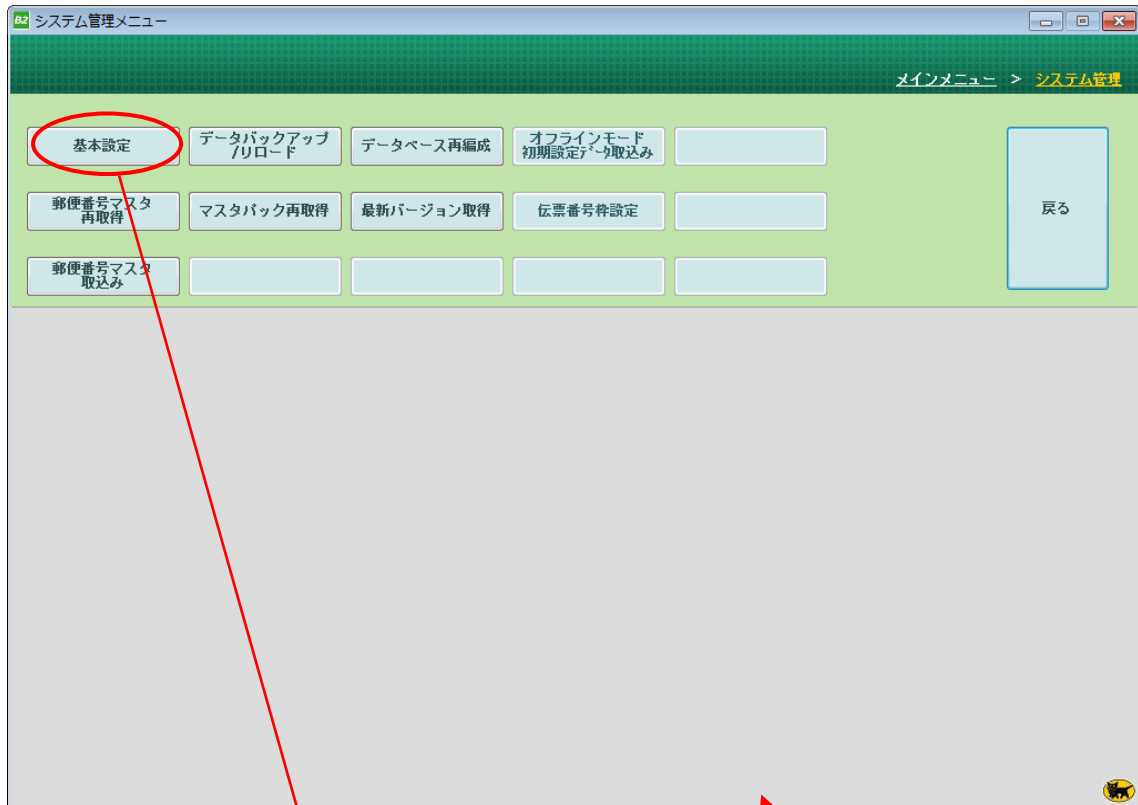 B2 システム管理メニュー
メインメニュー > システム管理
基本設定
データバックアップ
/リロード
データベース再編成
オフラインモード
初期設定ﾃﾞｰﾀ取込み
郵便番号マスタ
再取得
マスタパック再取得
最新バージョン取得
伝票番号枠設定
戻る
郵便番号マスタ
取込み